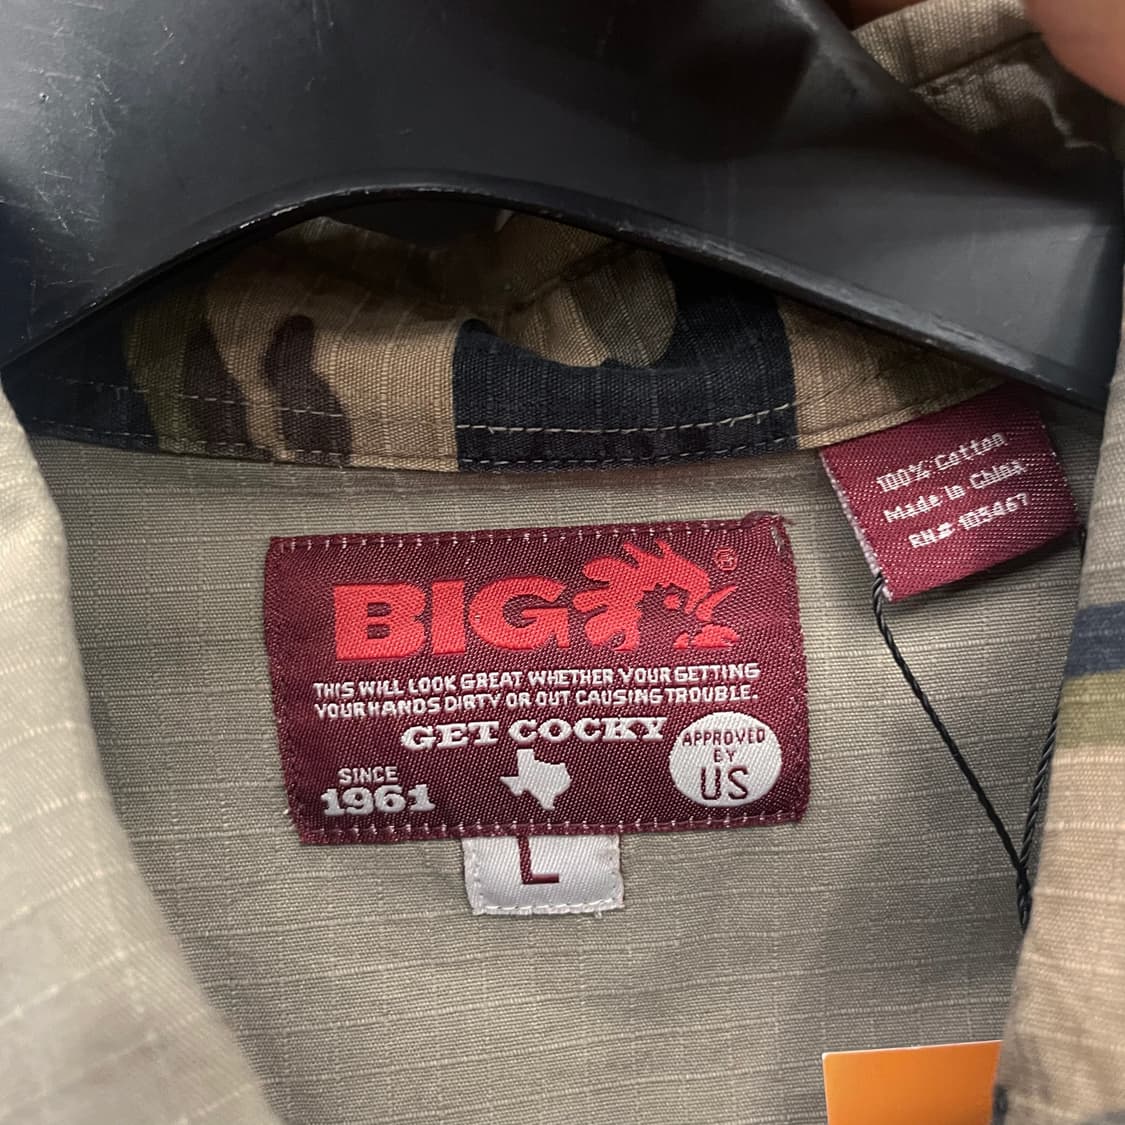 BIG
®
THIS WILL LOOK GREAT WHETHER YOUR GETTING
YOUR HANDS DIRTY OR OUT CAUSING TROUBLE.
GET COCKY
SINCE
1961
APPROVED
BY
US
L
100% Cotton
Made in China
RN# 105467